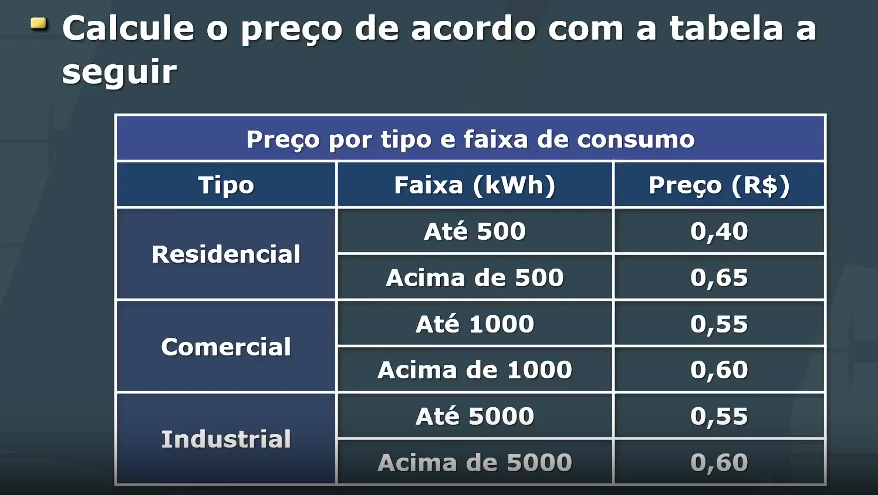 Calcule o preço de acordo com a tabela a
seguir
Preço por tipo e faixa de consumo
Tipo Faixa (kWh) Preço (R$)
Residencial
Até 500 0,40
Acima de 500 0,65
Comercial
Até 1000 0,55
Acima de 1000 0,60
Industrial
Até 5000 0,55
Acima de 5000 0,60